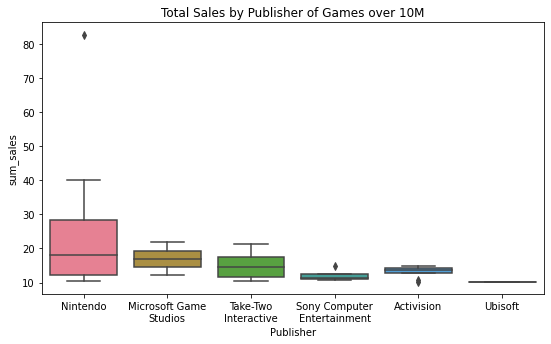 Total Sales by Publisher of Games over 10M
sum_sales
80
70
60
50
40
30
20
10
Nintendo
Microsoft Game
Studios
Take-Two
Interactive
Sony Computer
Entertainment
Activision
Ubisoft
Publisher